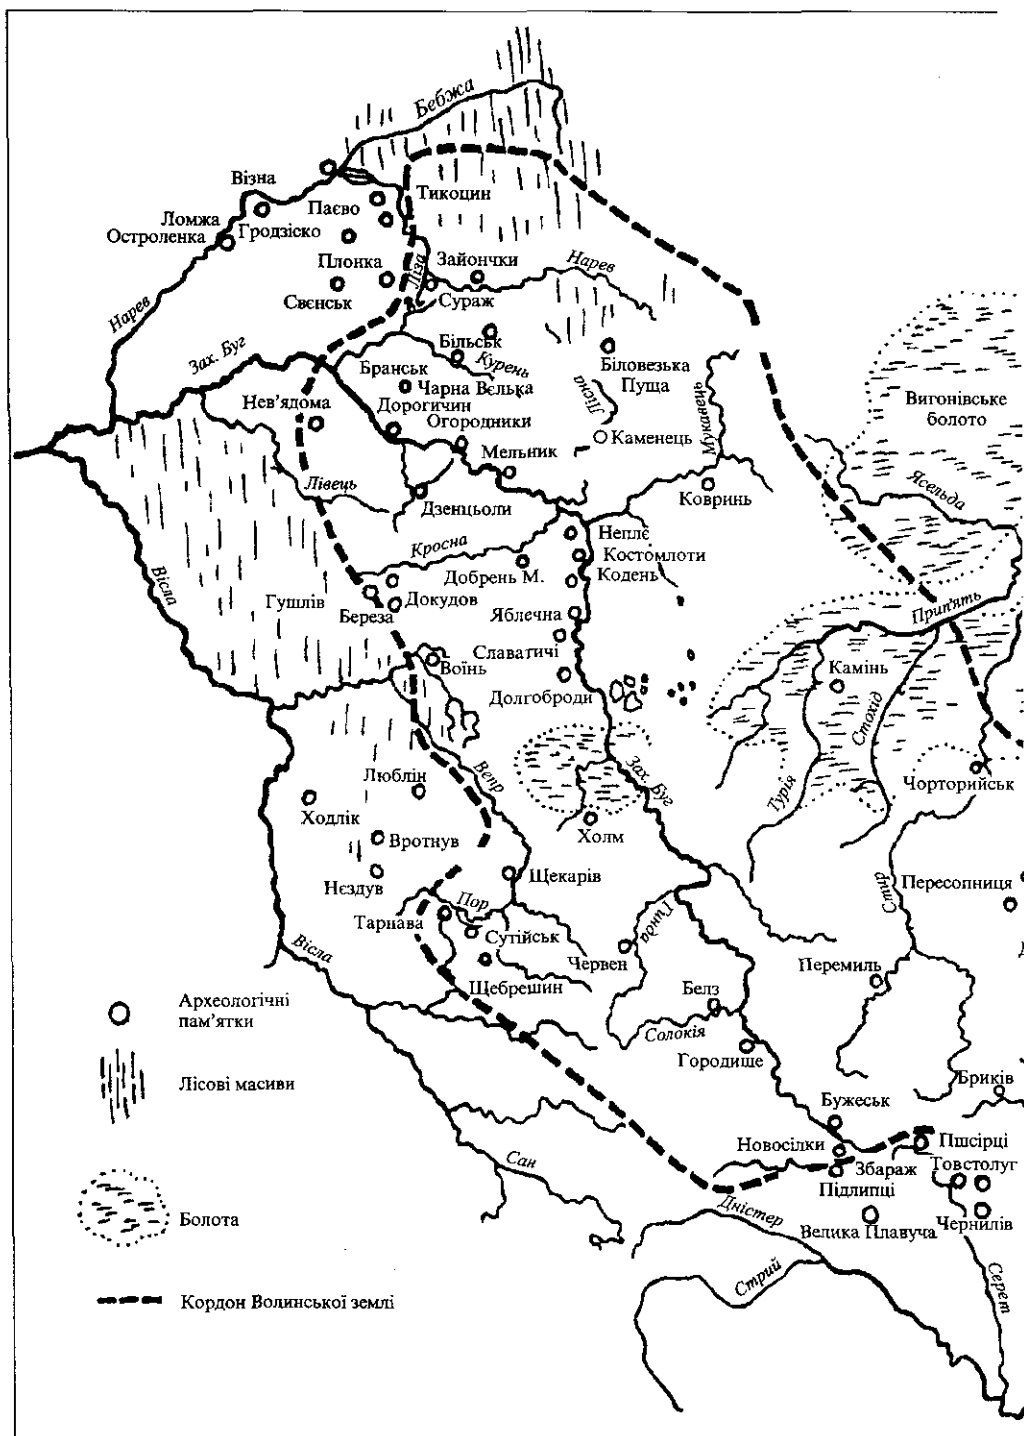 Бебжа
Візна
Тикоцин
Паєво
Ломжа
Гродзіско
Остроленка
Плонка
Ліза
Зайончки
Нарев
Свєнськ
Сураж
Нарев
Зах. Буг
Більськ
Курень
Біловезька
Пуща
Бранськ
Чарна Вєлька
Лісна
Мукавець
Вигонівське
болото
Нев'ядома
Дорогичин
Огородники
Каменець
Мельник
Лівець
Дзенцьоли
Ковринь
Ясельда
Кросна
Неплє
Костомлоти
Добрень М.
Кодень
Вісла
Гушлів
Докудов
Береза
Яблечна
Прип'ять
Славатичі
Воїнь
Камінь
Долгоброди
Стохід
Люблін
Вепр
Зах. Буг
Турія
Чорторийськ
Ходлік
Вротнув
Холм
Нєздув
Щекарів
Стир
Пересопниця
Пор
Тарнава
Гучва
Сутійськ
Вісла
Червен
Перемиль
Щебрешин
Белз
Археологічні
пам'ятки
Солокія
Городище
Лісові масиви
Бриків
Бужеськ
Новосілки
Пшсірці
Збараж
Товстолуг
Сан
Підлипці
Болота
Дністер
Велика Плавуча
Чернилів
Стрий
Серет
Кордон Волинської землі